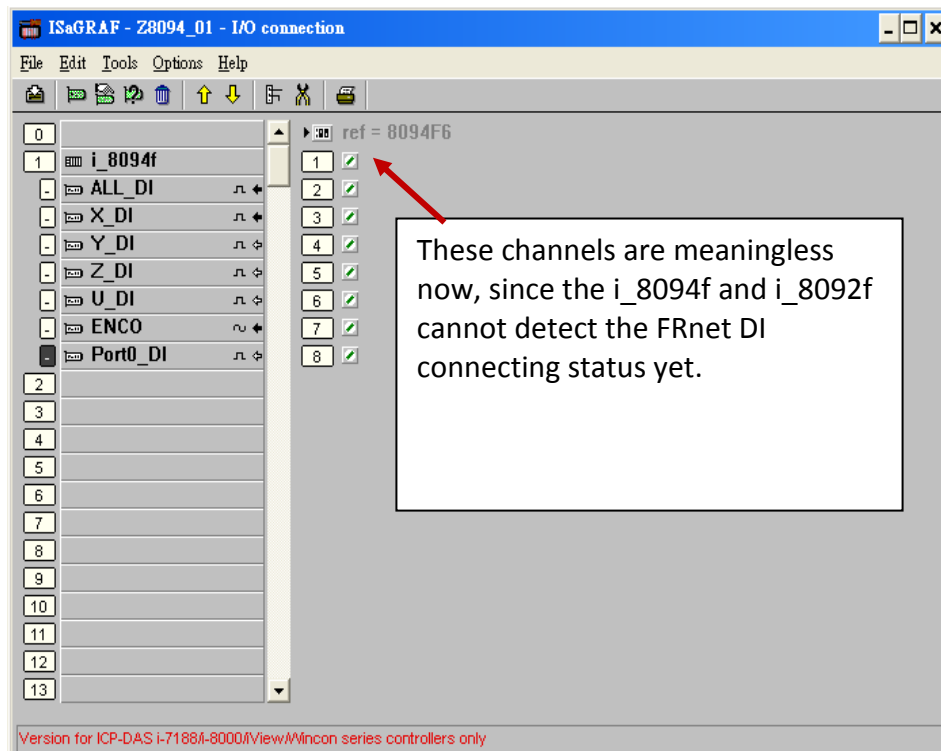 ISaGRAF - Z8094_01 - I/O connection
File Edit Tools Options Help
0
1 i_8094f
ALL_DI
X_DI
Y_DI
Z_DI
U_DI
ENCO
Port0_DI
2
3
4
5
6
7
8
9
10
11
12
13
ref = 8094F6
1
2
3
4
5
6
7
8
These channels are meaningless
now, since the i_8094f and i_8092f
cannot detect the FRnet DI
connecting status yet.
Version for ICP-DAS i-7188/i-8000/iView/Wincon series controllers only